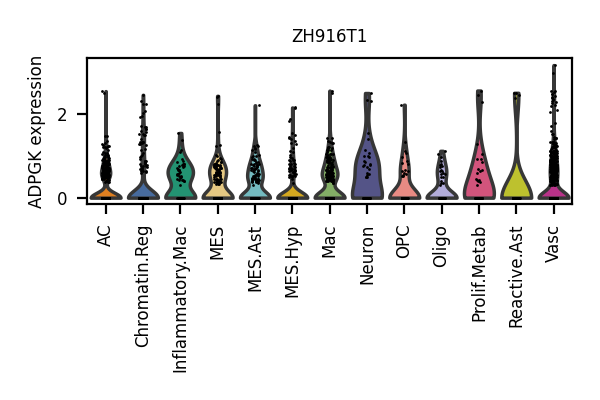 ZH916T1
ADPGK expression
2
0
AC
Chromatin.Reg
Inflammatory.Mac
MES
MES.Ast
MES.Hyp
Mac
Neuron
OPC
Oligo
Prolif.Metab
Reactive.Ast
Vasc